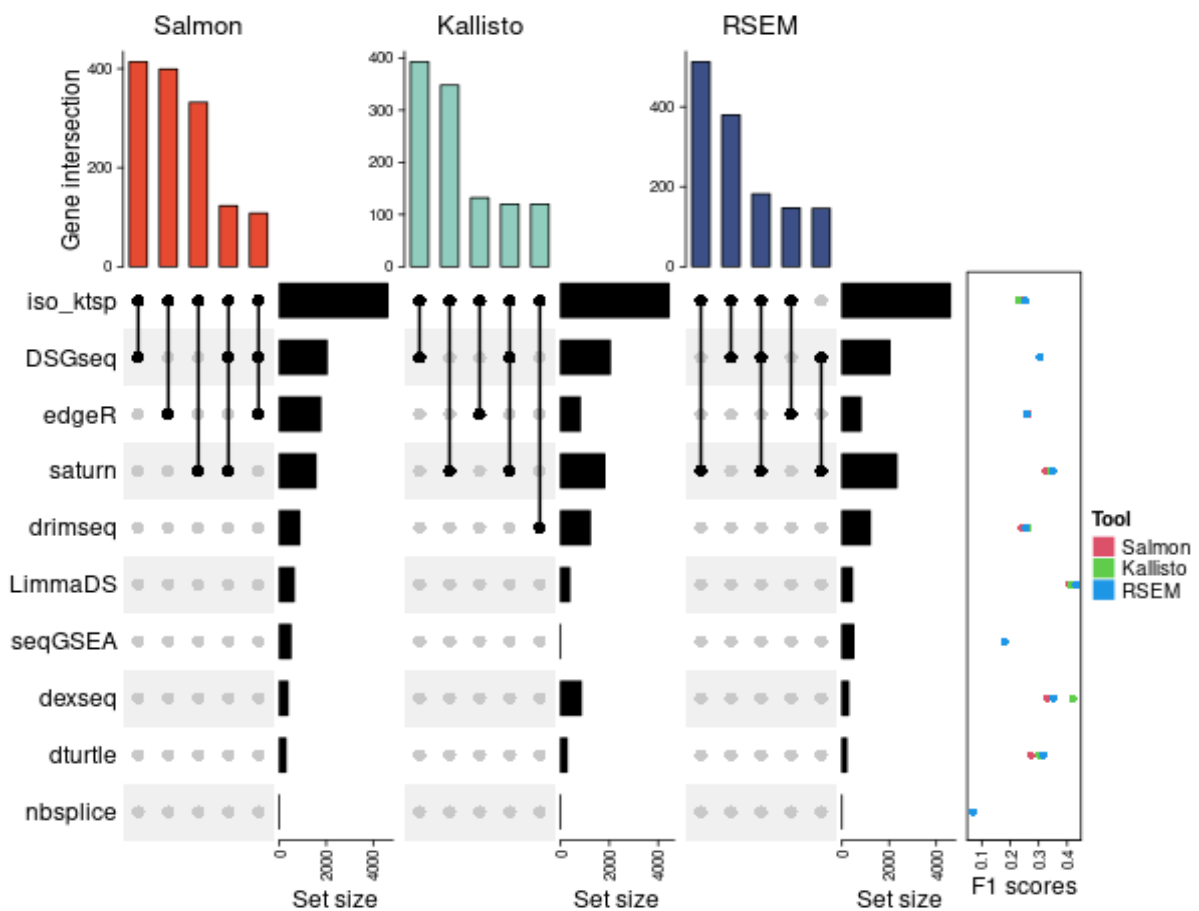 Salmon
Kallisto
RSEM
Gene intersection
400
200
0
400
300
200
100
0
400
200
0
iso_ktsp
DSGseq
edgeR
saturn
drimseq
LimmaDS
seqGSEA
dexseq
dturtle
nbsplice
0
2000
4000
Set size
0
2000
4000
Set size
0
2000
4000
Set size
0.1
0.2
0.3
0.4
F1 scores
Tool
Salmon
Kallisto
RSEM